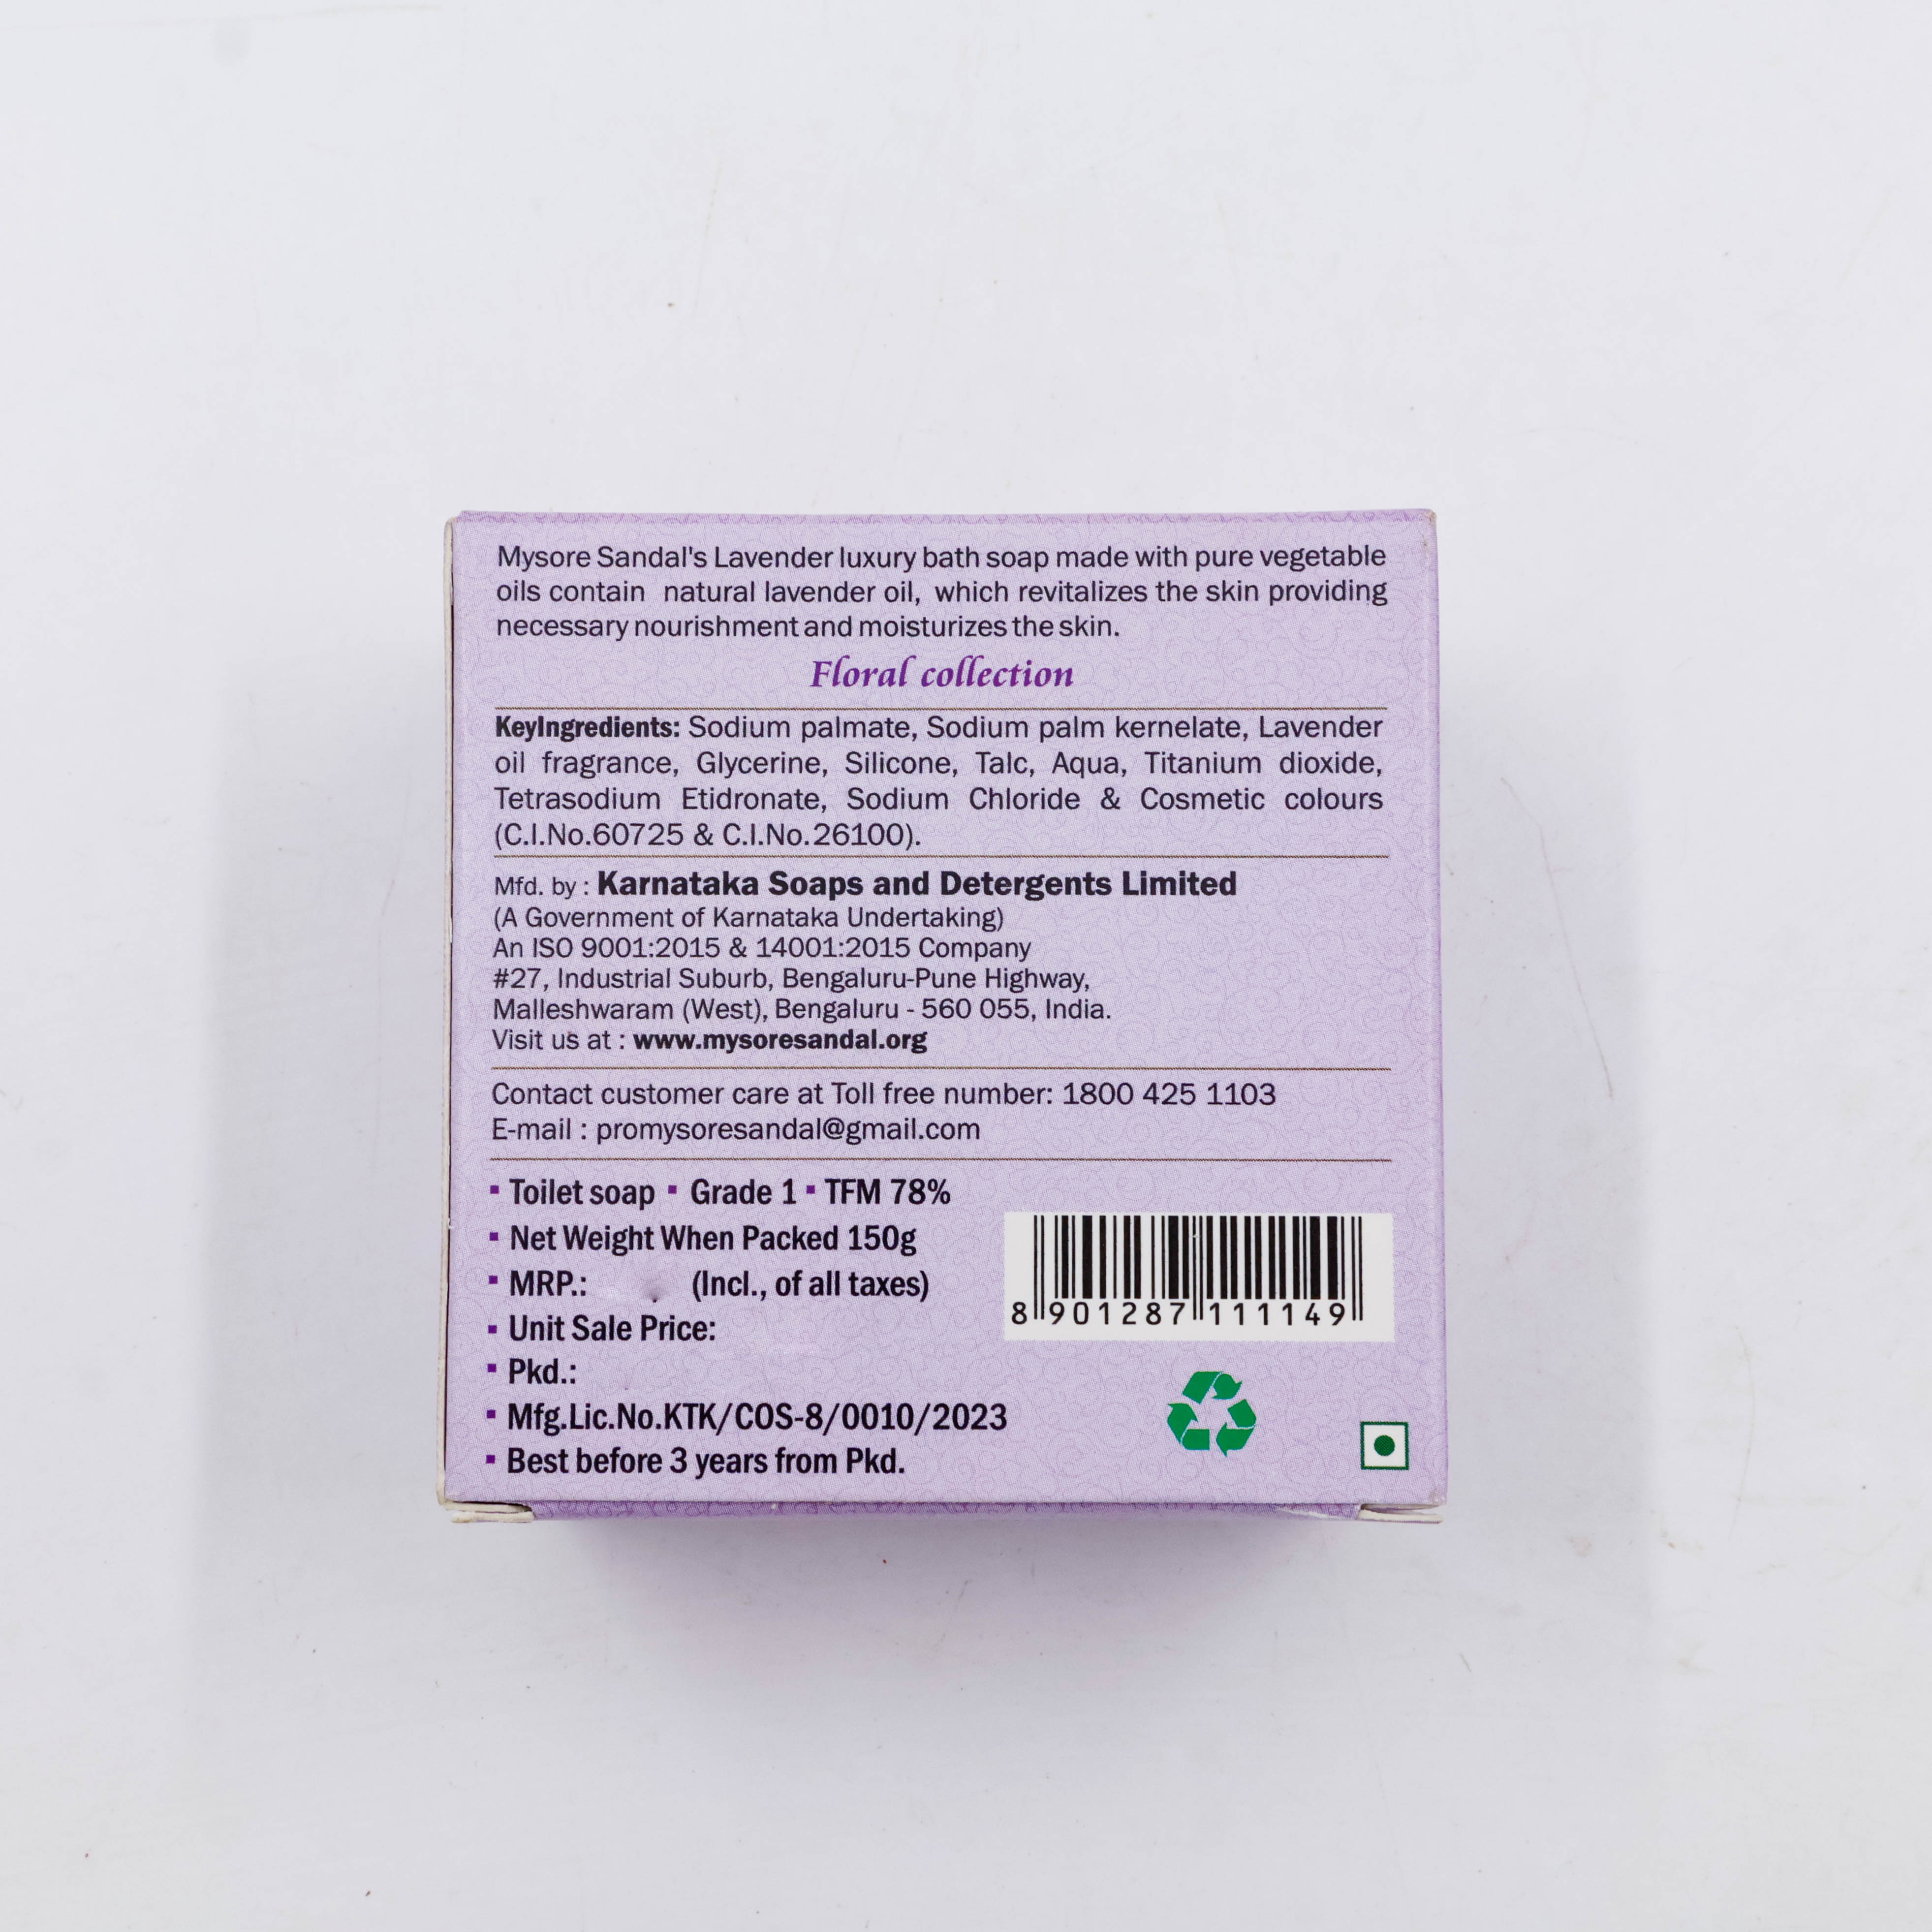 Mysore Sandal's Lavender luxury bath soap made with pure vegetable
oils contain natural lavender oil, which revitalizes the skin providing
necessary nourishment and moisturizes the skin.
Floral collection
KeyIngredients: Sodium palmate, Sodium palm kernelate, Lavender
oil fragrance, Glycerine, Silicone, Talc, Aqua, Titanium dioxide,
Tetrasodium Etidronate, Sodium Chloride & Cosmetic colours
(C.I.No.60725 & C.I.No.26100).
Mfd. by : Karnataka Soaps and Detergents Limited
(A Government of Karnataka Undertaking)
An ISO 9001:2015 & 14001:2015 Company
#27, Industrial Suburb, Bengaluru-Pune Highway,
Malleshwaram (West), Bengaluru - 560 055, India.
Visit us at : www.mysoresandal.org
Contact customer care at Toll free number: 1800 425 1103
E-mail : promysoresandal@gmail.com
▪ Toilet soap ▪ Grade 1 ▪ TFM 78%
▪ Net Weight When Packed 150g
▪ MRP.: (Incl., of all taxes)
▪ Unit Sale Price:
▪ Pkd.:
▪ Mfg.Lic.No.KTK/COS-8/0010/2023
▪ Best before 3 years from Pkd.
8 901287 111149